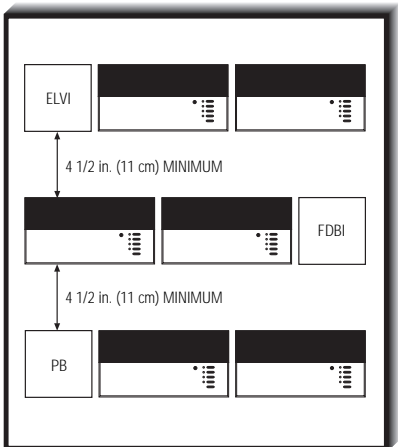 ELVI
4 1/2 in. (11 cm) MINIMUM
FDBI
4 1/2 in. (11 cm) MINIMUM
PB